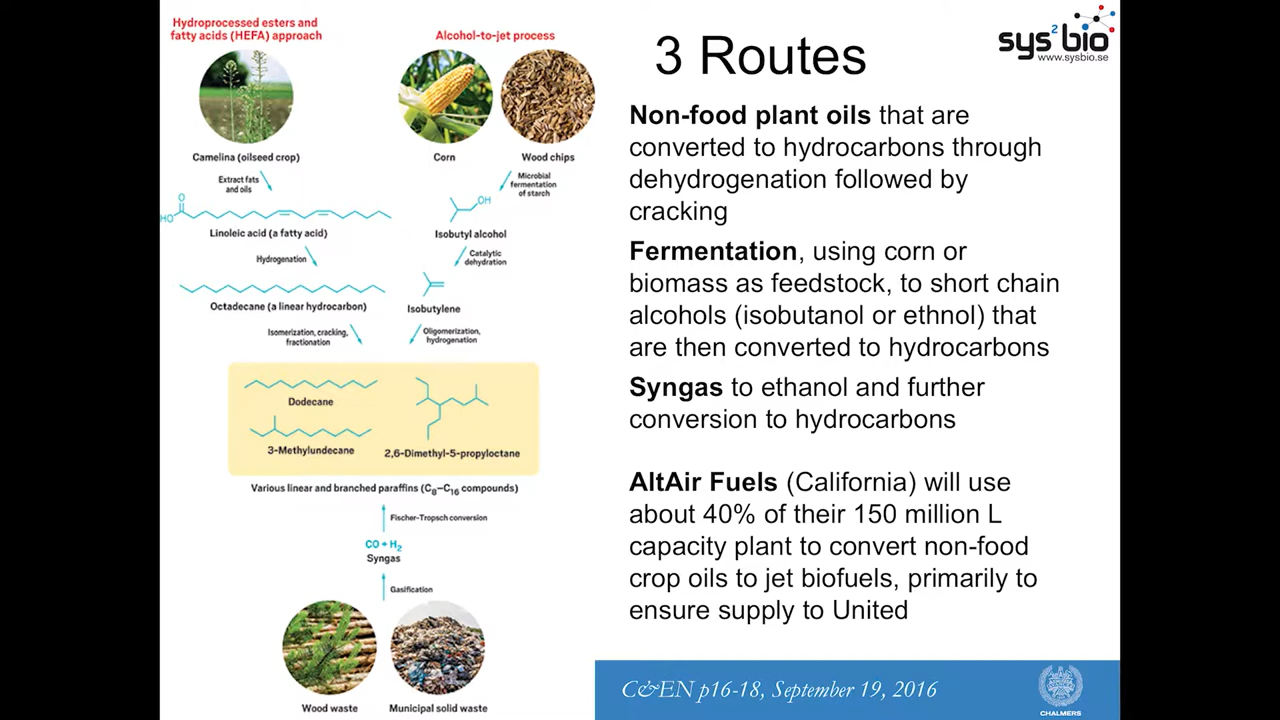 Hydroprocessed esters and
fatty acids (HEFA) approach
Camelina (oilseed crop)
Extract fats
and oils
HO
O
Linoleic acid (a fatty acid)
Hydrogenation
Octadecane (a linear hydrocarbon)
Isomerization, cracking,
fractionation
Alcohol-to-jet process
Corn
Wood chips
Microbial
fermentation
of starch
OH
Isobutyl alcohol
Catalytic
dehydration
Isobutylene
Oligomerization,
hydrogenation
Dodecane
3-Methylundecane
2,6-Dimethyl-5-propyloctane
Various linear and branched paraffins (C₈–C₁₆ compounds)
Fischer-Tropsch conversion
CO + H₂
Syngas
Gasification
Wood waste
Municipal solid waste
3 Routes
sys²bio
www.sysbio.se
Non-food plant oils that are
converted to hydrocarbons through
dehydrogenation followed by
cracking
Fermentation, using corn or
biomass as feedstock, to short chain
alcohols (isobutanol or ethnol) that
are then converted to hydrocarbons
Syngas to ethanol and further
conversion to hydrocarbons
AltAir Fuels (California) will use
about 40% of their 150 million L
capacity plant to convert non-food
crop oils to jet biofuels, primarily to
ensure supply to United
C&EN p16-18, September 19, 2016
CHALMERS